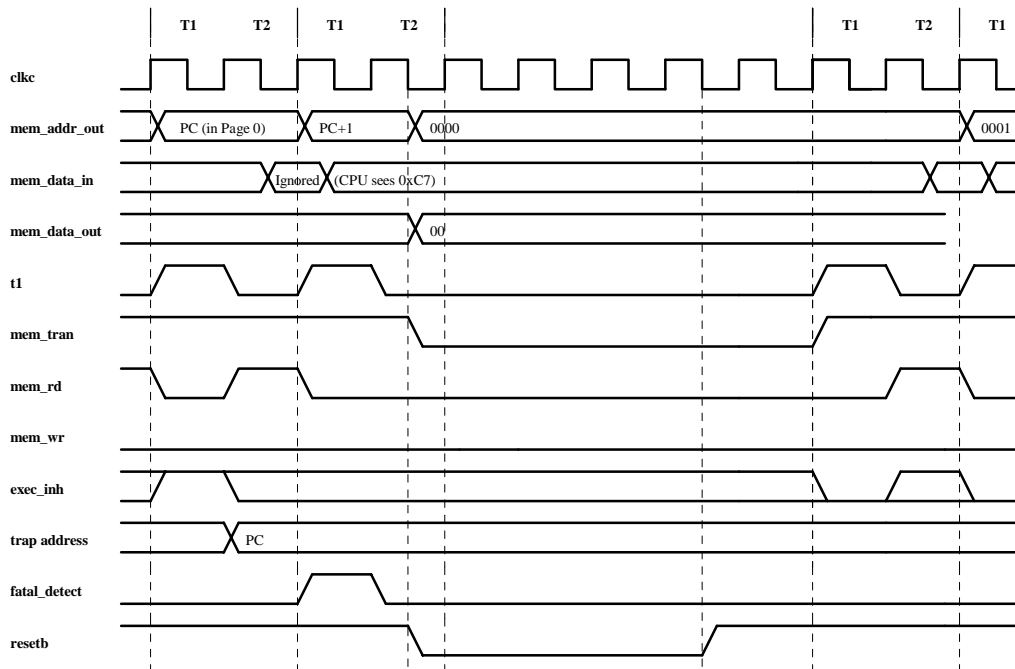 T1 T2 T1 T2 T1 T2 T1
clkc
mem_addr_out PC (in Page 0) PC+1 0000 0001
mem_data_in Ignored (CPU sees 0xC7)
mem_data_out 00
t1
mem_tran
mem_rd
mem_wr
exec_inh
trap address PC
fatal_detect
resetb